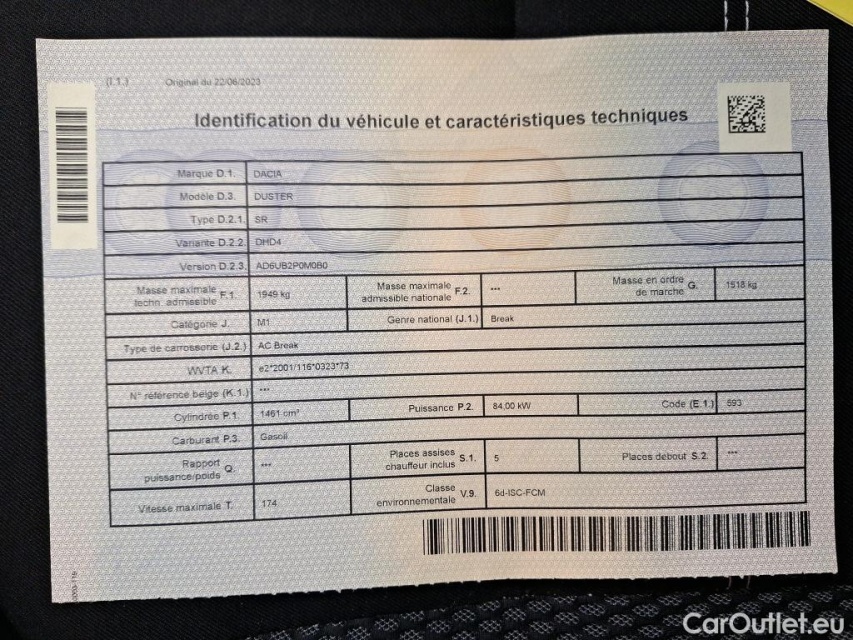 (I.1.) Original du 22/06/2023
Identification du véhicule et caractéristiques techniques
Marque D.1. DACIA
Modèle D.3. DUSTER
Type D.2.1. SR
Variante D.2.2. DHD4
Version D.2.3. AD6UB2P0M0B0
Masse maximale techn. admissible F.1. 1949 kg Masse maximale admissible nationale F.2. *** Masse en ordre de marche G. 1518 kg
Catégorie J. M1 Genre national (J.1.) Break
Type de carrosserie (J.2.) AC Break
WVTA K. e2*2001/116*0323*73
N° référence belge (K.1.) ***
Cylindrée P.1. 1461 cm³ Puissance P.2. 84,00 kW Code (E.1.) 693
Carburant P.3. Gasoil
Rapport puissance/poids Q. *** Places assises chauffeur inclus S.1. 5 Places debout S.2. ***
Vitesse maximale T. 174 Classe environnementale V.9. 6d-ISC-FCM
CarOutlet.eu